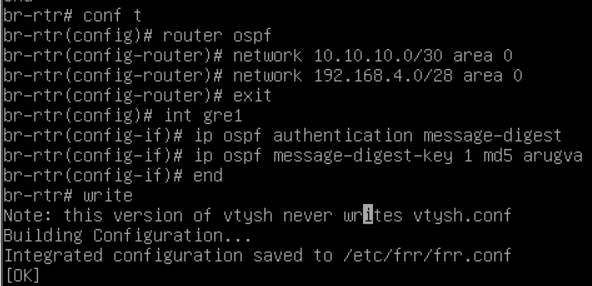 br-rtr# conf t
br-rtr(config)# router ospf
br-rtr(config-router)# network 10.10.10.0/30 area 0
br-rtr(config-router)# network 192.168.4.0/28 area 0
br-rtr(config-router)# exit
br-rtr(config)# int gre1
br-rtr(config-if)# ip ospf authentication message-digest
br-rtr(config-if)# ip ospf message-digest-key 1 md5 arugva
br-rtr(config-if)# end
br-rtr# write
Note: this version of vtysh never writes vtysh.conf
Building Configuration...
Integrated configuration saved to /etc/frr/frr.conf
[OK]